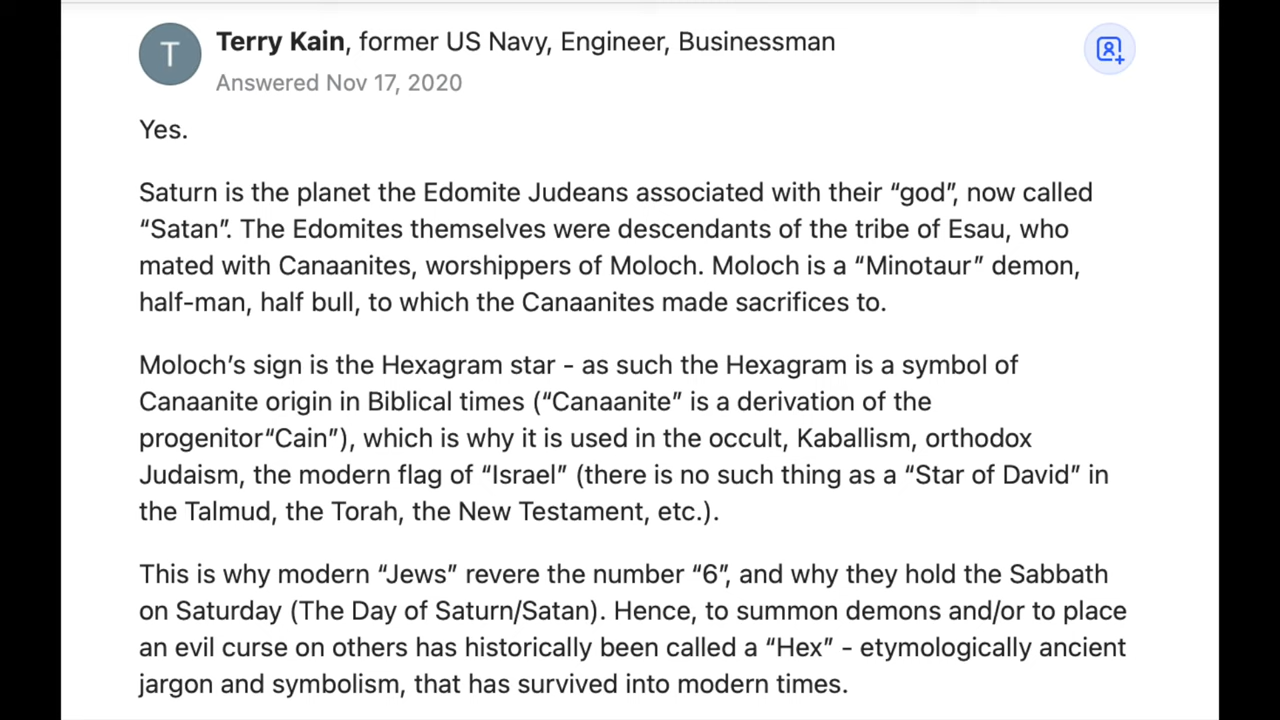 T
Terry Kain, former US Navy, Engineer, Businessman
Answered Nov 17, 2020
Yes.
Saturn is the planet the Edomite Judeans associated with their “god”, now called
“Satan”. The Edomites themselves were descendants of the tribe of Esau, who
mated with Canaanites, worshippers of Moloch. Moloch is a “Minotaur” demon,
half-man, half bull, to which the Canaanites made sacrifices to.
Moloch’s sign is the Hexagram star - as such the Hexagram is a symbol of
Canaanite origin in Biblical times (“Canaanite” is a derivation of the
progenitor“Cain”), which is why it is used in the occult, Kaballism, orthodox
Judaism, the modern flag of “Israel” (there is no such thing as a “Star of David” in
the Talmud, the Torah, the New Testament, etc.).
This is why modern “Jews” revere the number “6”, and why they hold the Sabbath
on Saturday (The Day of Saturn/Satan). Hence, to summon demons and/or to place
an evil curse on others has historically been called a “Hex” - etymologically ancient
jargon and symbolism, that has survived into modern times.